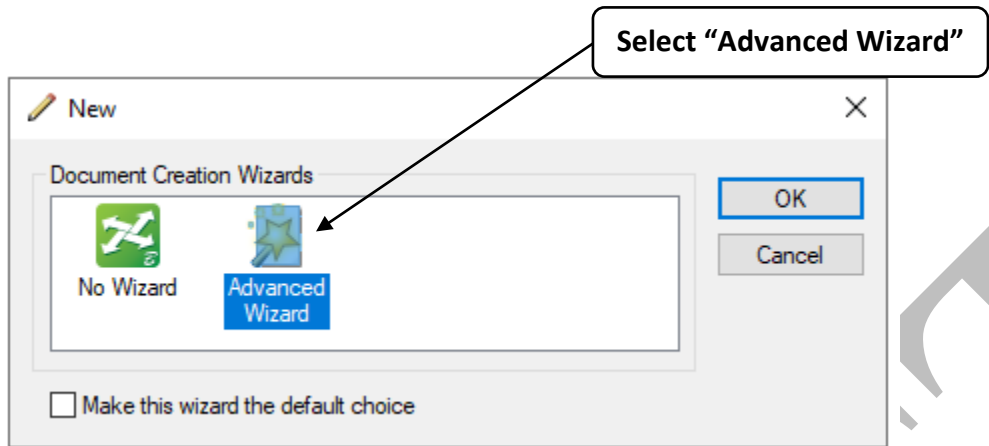 Select “Advanced Wizard”
New
Document Creation Wizards
OK
No Wizard
Advanced
Wizard
Cancel
Make this wizard the default choice